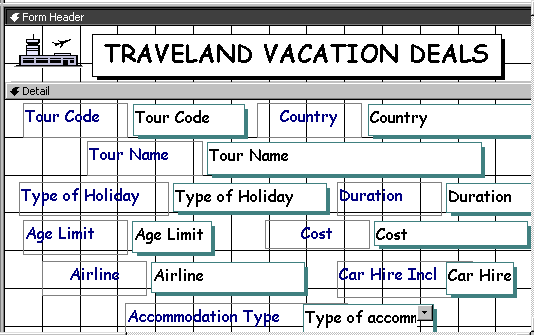 Form Header
TRAVELAND VACATION DEALS
Detail
Tour Code Tour Code Country Country
Tour Name Tour Name
Type of Holiday Type of Holiday Duration Duration
Age Limit Age Limit Cost Cost
Airline Airline Car Hire Incl Car Hire
Accommodation Type Type of accomm